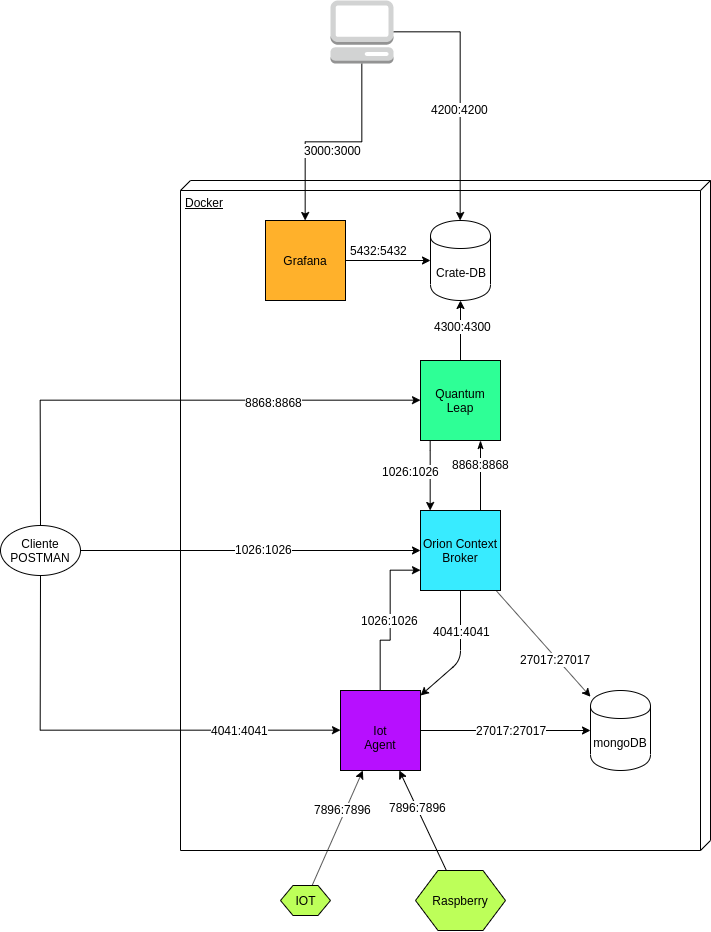 4200:4200
3000:3000
Docker
Grafana
5432:5432
Crate-DB
4300:4300
Quantum
Leap
8868:8868
1026:1026
8868:8868
Cliente
POSTMAN
1026:1026
Orion Context
Broker
1026:1026
4041:4041
27017:27017
4041:4041
Iot
Agent
27017:27017
mongoDB
7896:7896
7896:7896
IOT
Raspberry